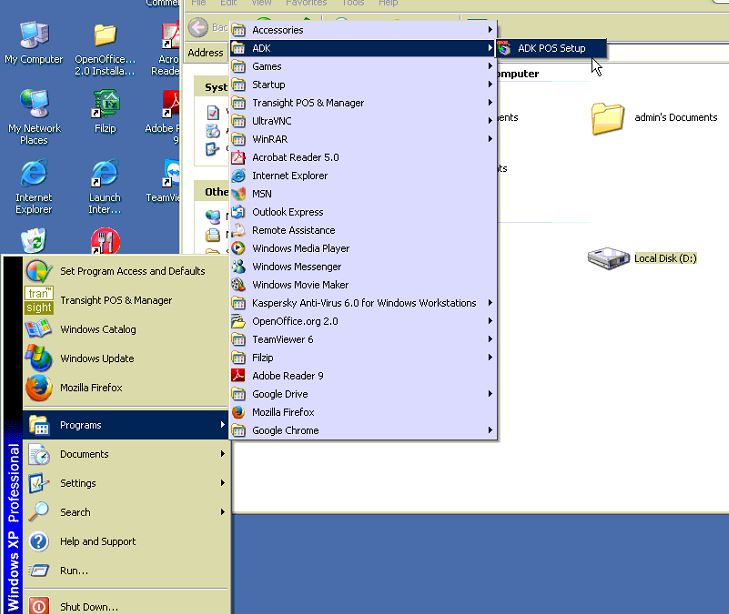 Comment
File Edit View Favorites Tools Help
Back
My Computer
OpenOffice...
2.0 Installa...
Acro
Reade
Address
My Network
Places
Filzip
Adobe
9
Internet
Explorer
Launch
Inter...
TeamV
Syst
Othe
computer
admin's Documents
Local Disk (D:)
Accessories
ADK
Games
Startup
Transight POS & Manager
UltraVNC
WinRAR
Acrobat Reader 5.0
Internet Explorer
MSN
Outlook Express
Remote Assistance
Windows Media Player
Windows Messenger
Windows Movie Maker
Kaspersky Anti-Virus 6.0 for Windows Workstations
OpenOffice.org 2.0
TeamViewer 6
Filzip
Adobe Reader 9
Google Drive
Mozilla Firefox
Google Chrome
ADK POS Setup
Set Program Access and Defaults
tran
sight
Transight POS & Manager
Windows Catalog
Windows Update
Mozilla Firefox
Programs
Documents
Settings
Search
Help and Support
Run...
Shut Down...
Windows XP Professional